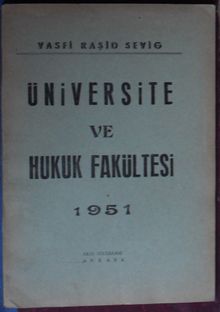 VASFİ RAŞİD SEVİG
ÜNİVERSİTE
VE
HUKUK FAKÜLTESİ
1951
ANKARA